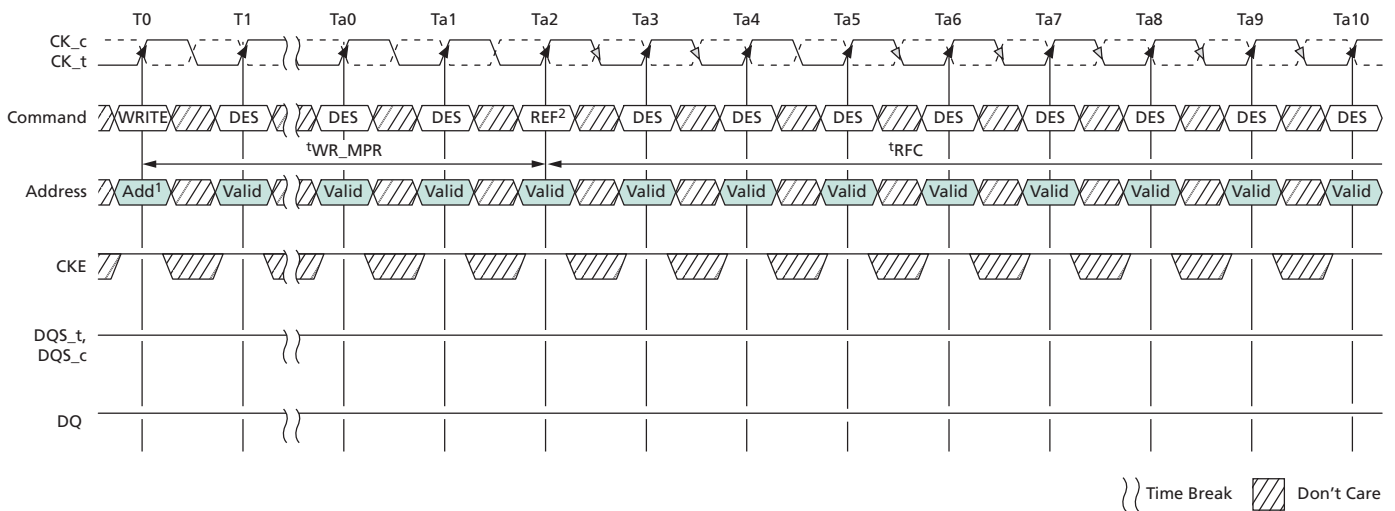 T0 T1 Ta0 Ta1 Ta2 Ta3 Ta4 Ta5 Ta6 Ta7 Ta8 Ta9 Ta10
CK_c
CK_t
Command WRITE DES DES DES REF² DES DES DES DES DES DES DES DES
tWR_MPR tRFC
Address Add¹ Valid Valid Valid Valid Valid Valid Valid Valid Valid Valid Valid Valid
CKE
DQS_t,
DQS_c
DQ
Time Break Don't Care